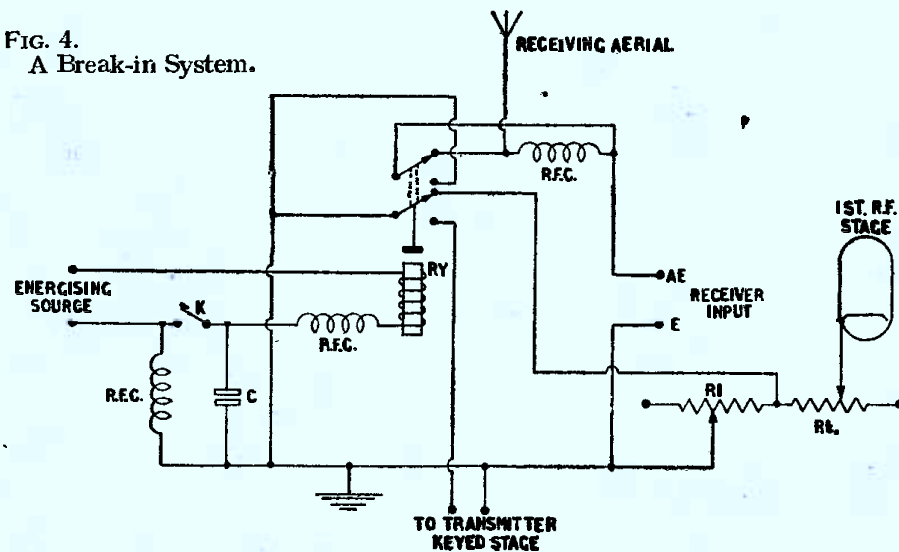 FIG. 4.
A Break-in System.
RECEIVING AERIAL
R.F.C.
1ST. R.F.
STAGE
RY
AE
ENERGISING
SOURCE
K
RECEIVER
INPUT
E
R.F.C.
R.F.C.
C
R1
Rt.
TO TRANSMITTER
KEYED STAGE